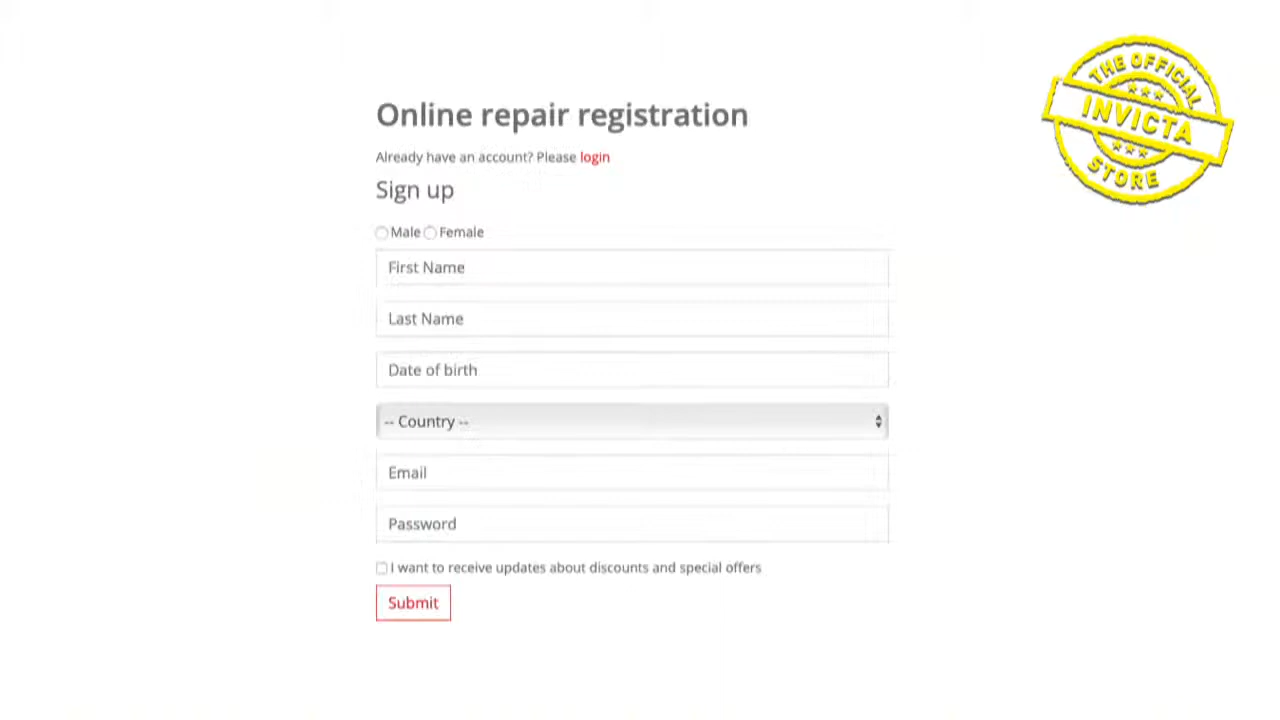 THE OFFICIAL
INVICTA
STORE
Online repair registration
Already have an account? Please login
Sign up
Male Female
First Name
Last Name
Date of birth
-- Country --
Email
Password
I want to receive updates about discounts and special offers
Submit